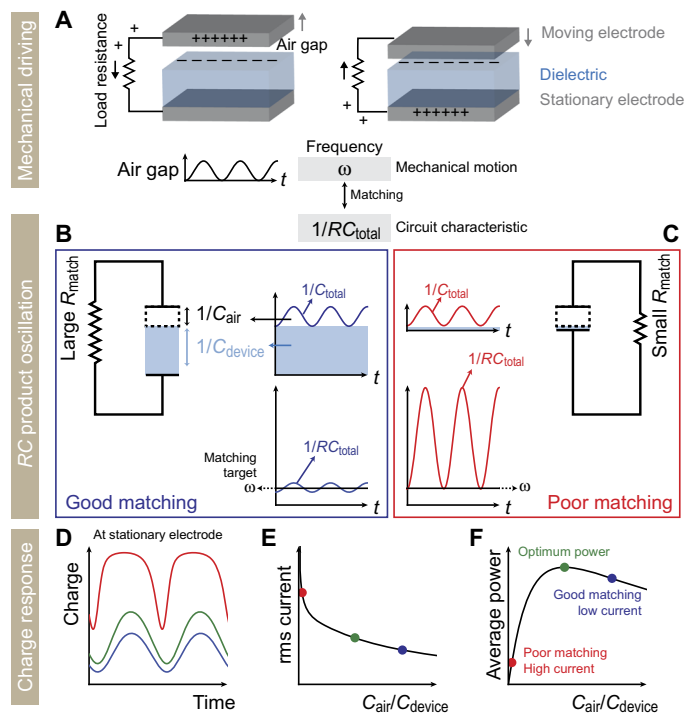 Mechanical driving
A
Load resistance
+
+
++++++
Air gap
− − − − − −
+
+
+
Moving electrode
Dielectric
Stationary electrode
− − − − − −
++++++
Air gap
t
Frequency
ω
Mechanical motion
Matching
1/RCtotal
Circuit characteristic
RC product oscillation
B
Large Rmatch
1/Cair
1/Cdevice
1/Ctotal
t
1/RCtotal
Matching
target
ω
t
Good matching
C
1/Ctotal
t
Small Rmatch
1/RCtotal
ω
t
Poor matching
Charge response
D
At stationary electrode
Charge
Time
E
rms current
Cair/Cdevice
F
Average power
Optimum power
Good matching
low current
Poor matching
High current
Cair/Cdevice